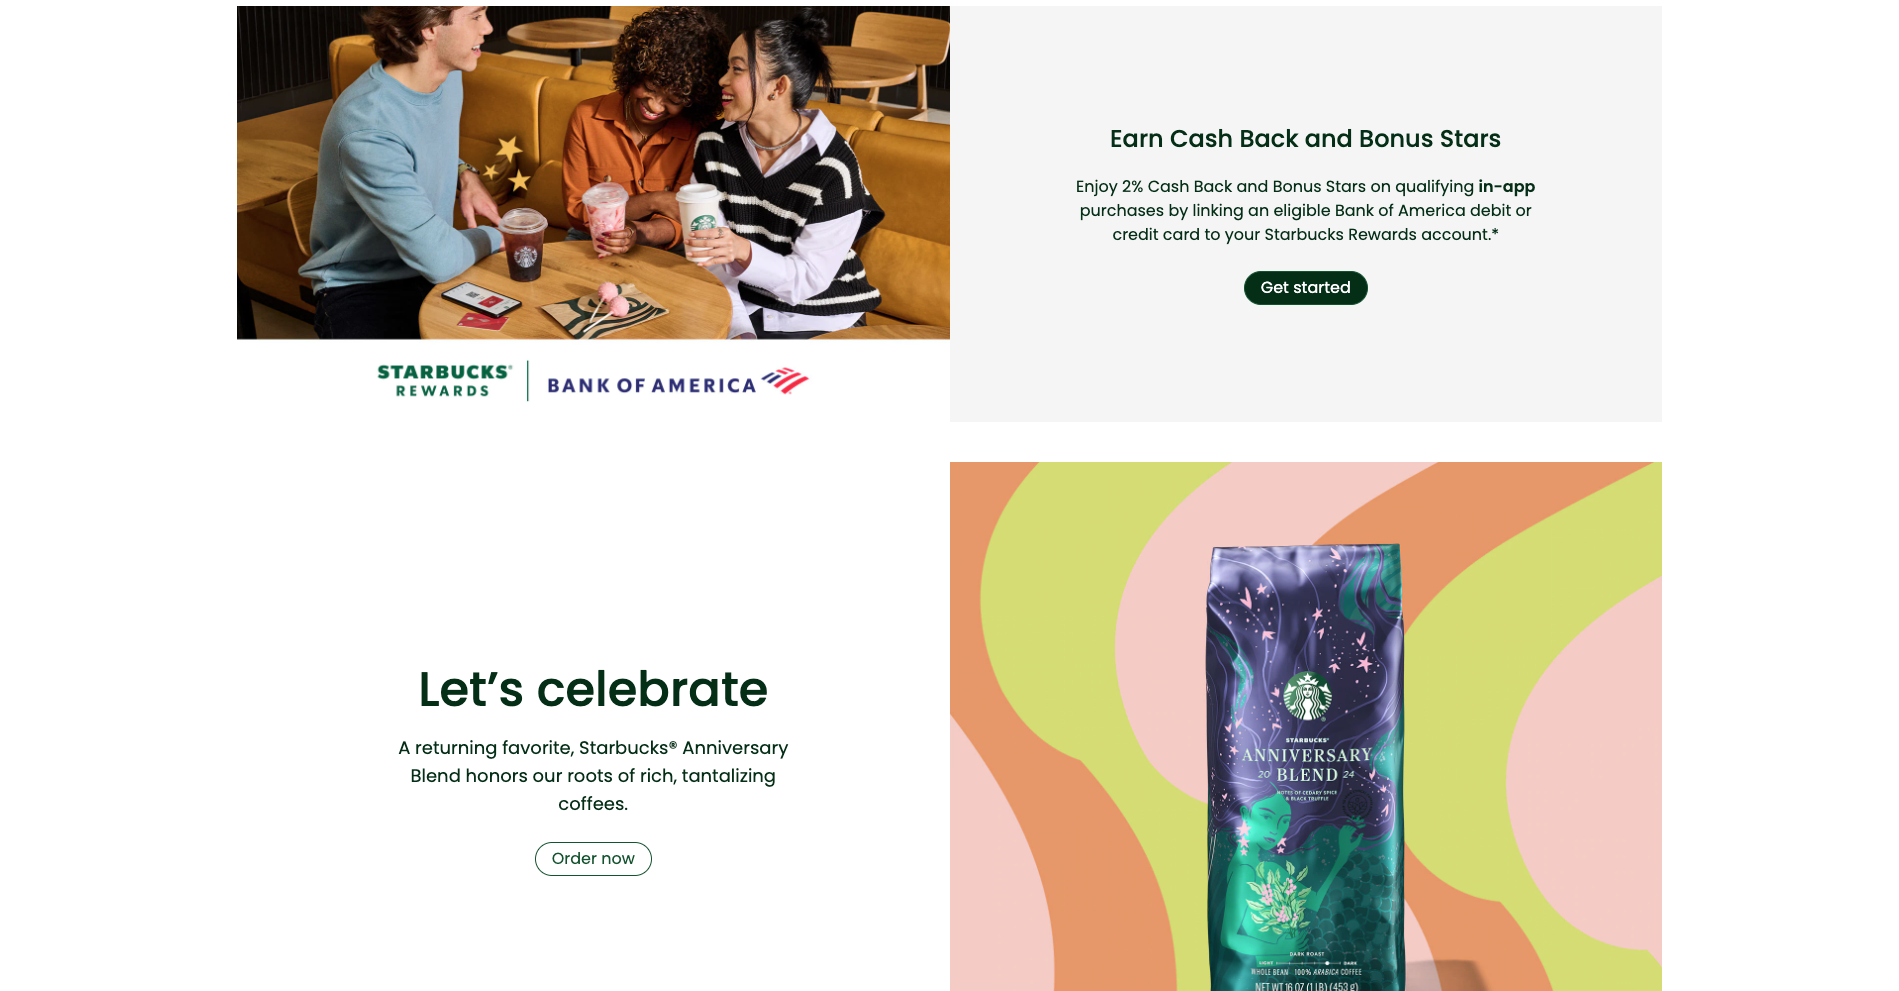 STARBUCKS®
REWARDS
BANK OF AMERICA
Earn Cash Back and Bonus Stars
Enjoy 2% Cash Back and Bonus Stars on qualifying in-app
purchases by linking an eligible Bank of America debit or
credit card to your Starbucks Rewards account.*
Get started
Let’s celebrate
A returning favorite, Starbucks® Anniversary
Blend honors our roots of rich, tantalizing
coffees.
Order now
STARBUCKS®
ANNIVERSARY
20 BLEND 24
NOTES OF CEDARY SPICE
& BLACK TRUFFLE
DARK ROAST
LIGHT DARK
WHOLE BEAN · 100% ARABICA COFFEE
NET WT 16 OZ (1 LB) (453 g)